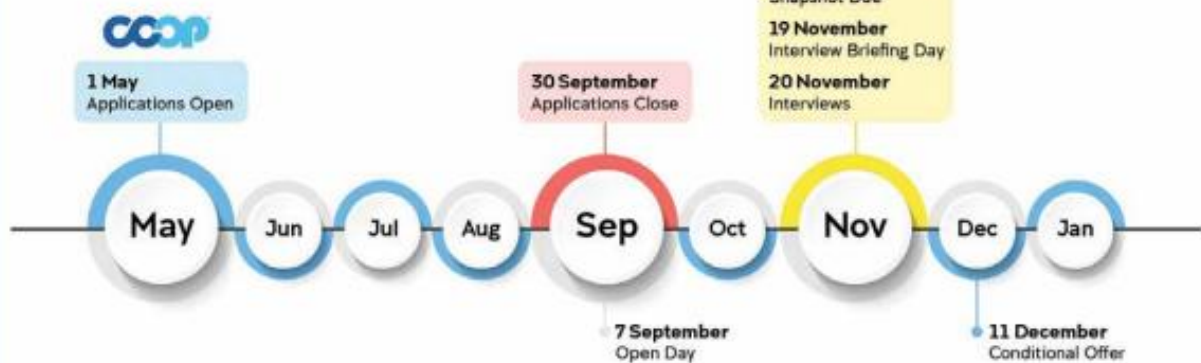 COOP
1 May
Applications Open
30 September
Applications Close
19 November
Interview Briefing Day
20 November
Interviews
May
Jun
Jul
Aug
Sep
Oct
Nov
Dec
Jan
7 September
Open Day
11 December
Conditional Offer